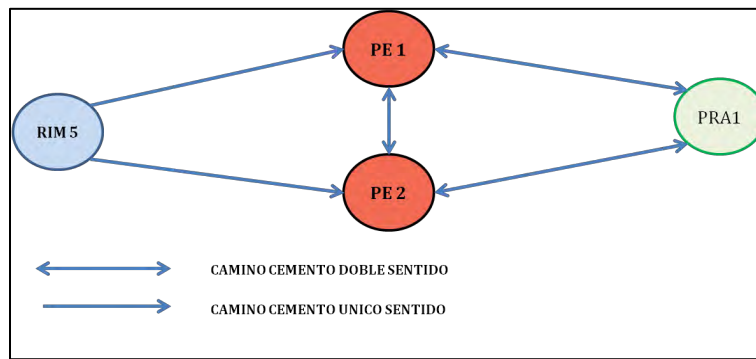 PE 1
RIM 5
PRA1
PE 2
CAMINO CEMENTO DOBLE SENTIDO
CAMINO CEMENTO UNICO SENTIDO